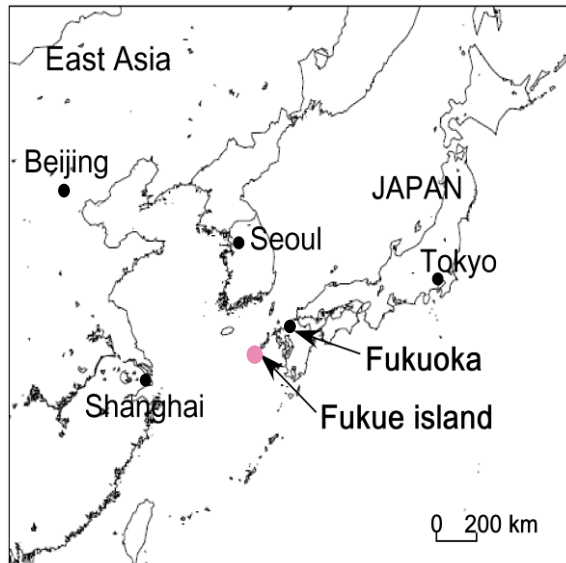 East Asia
Beijing
JAPAN
Seoul
Tokyo
Fukuoka
Shanghai
Fukue island
0 200 km